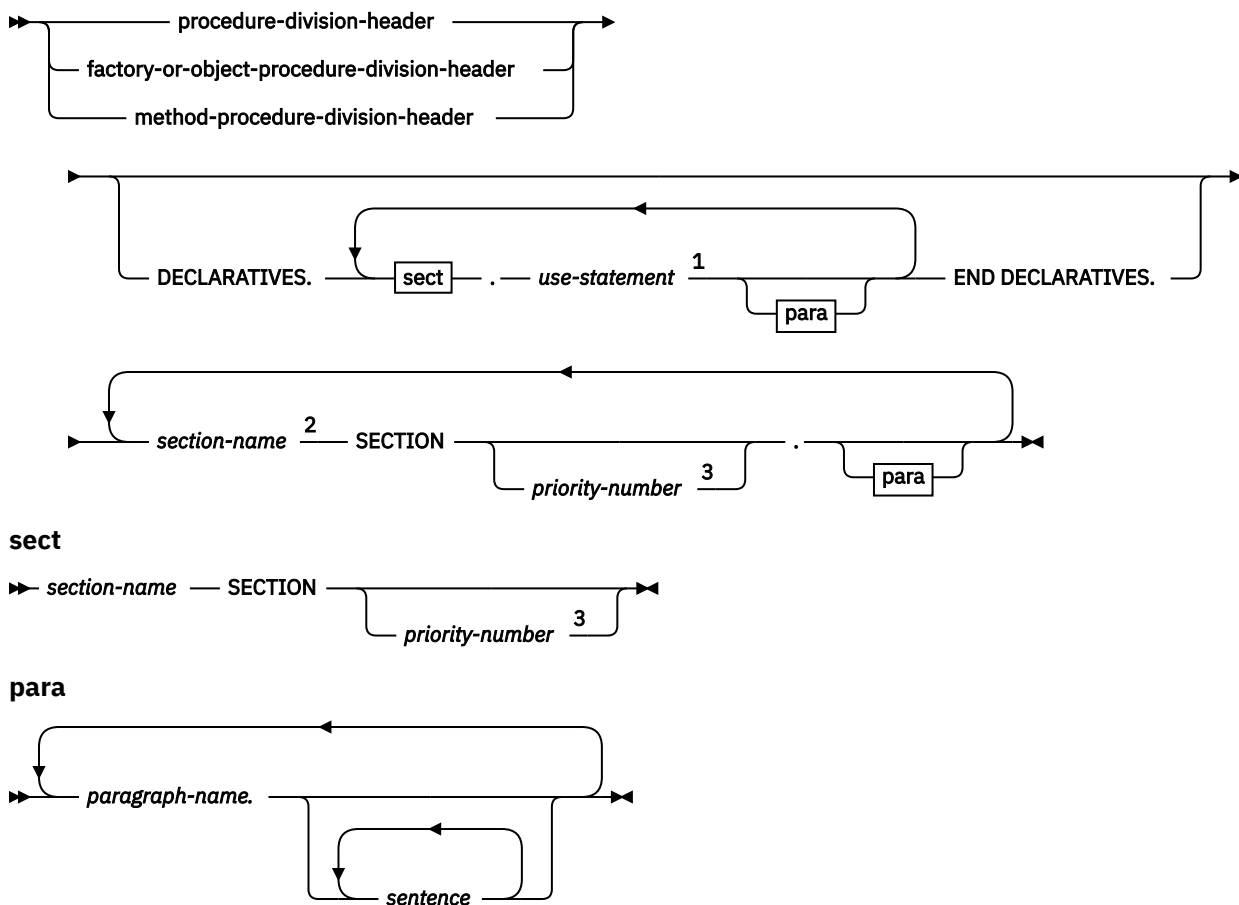 procedure-division-header
factory-or-object-procedure-division-header
method-procedure-division-header
DECLARATIVES. sect . use-statement 1 para END DECLARATIVES.
section-name 2 SECTION priority-number 3 . para
sect
section-name SECTION priority-number 3
para
paragraph-name. sentence